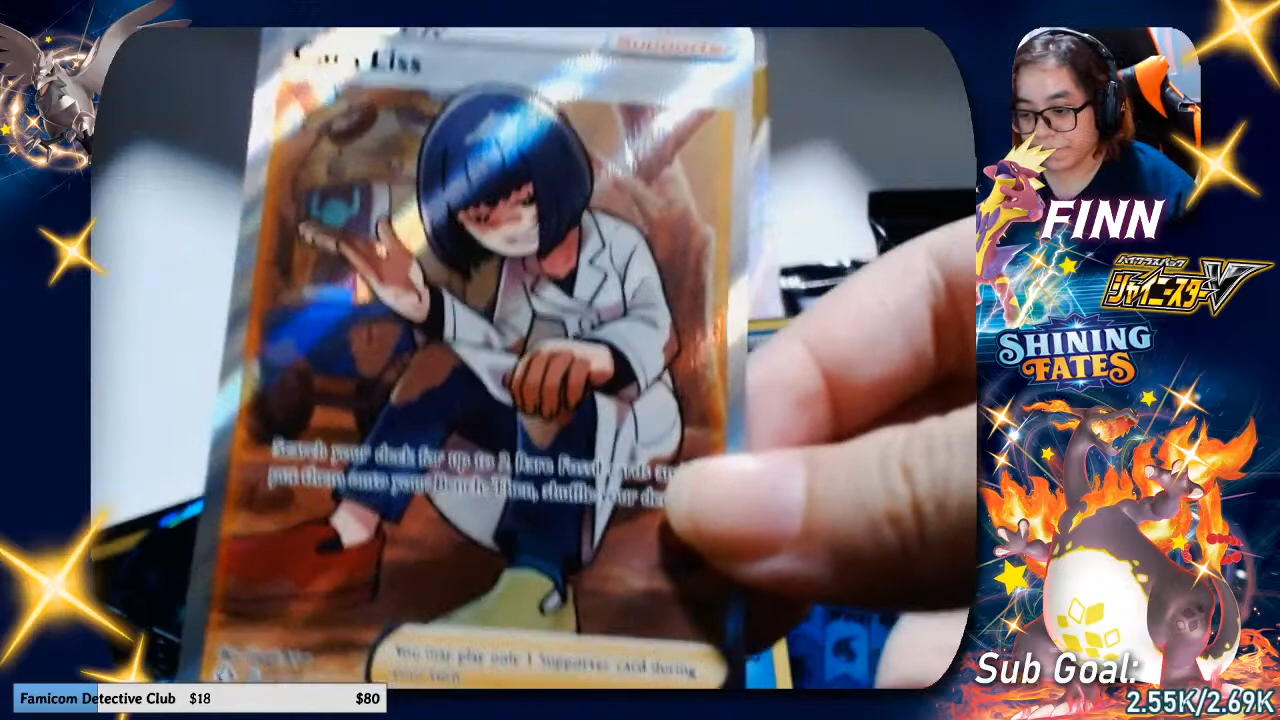 Supporter
Cara Liss
Search your deck for up to 2 Rare Fossil cards
put them onto your Bench. Then, shuffle your
You may play only 1 Supporter card during
your turn
FINN
ハイクラスパック
シャイニースターV
SHINING
FATES
Sub Goal:
2.55K/2.69K
Famicom Detective Club $18 $80